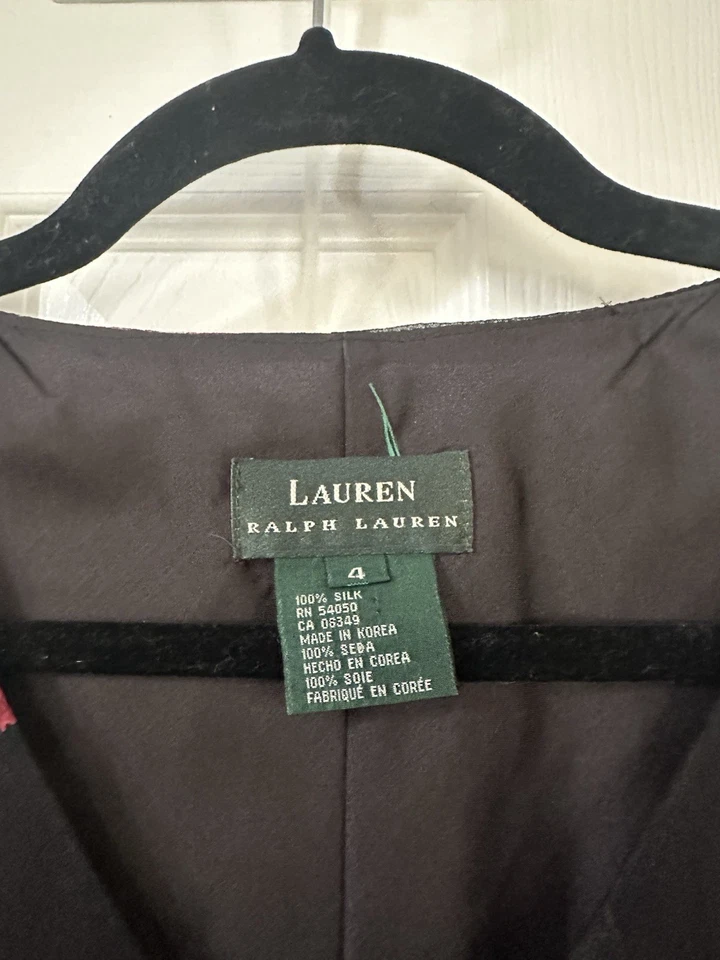 LAUREN
RALPH LAUREN
4
100% SILK
RN 54050
CA 06349
MADE IN KOREA
100% SEDA
HECHO EN COREA
100% SOIE
FABRIQUÉ EN CORÉE